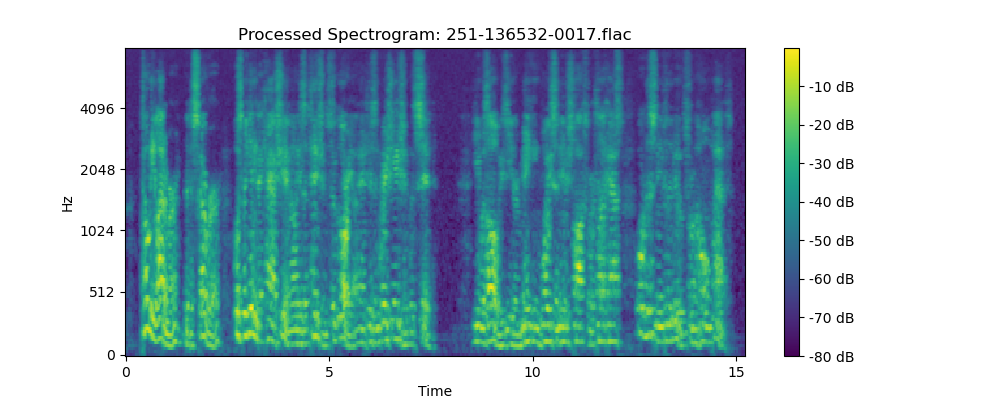 Processed Spectrogram: 251-136532-0017.flac
Hz
4096
2048
1024
512
0
0 5 10 15
Time
-10 dB
-20 dB
-30 dB
-40 dB
-50 dB
-60 dB
-70 dB
-80 dB